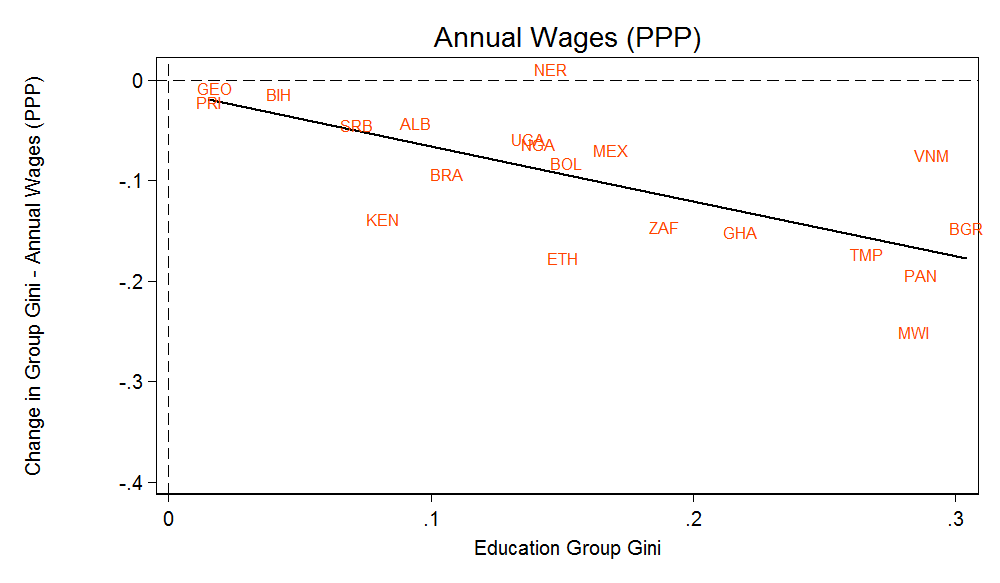 Annual Wages (PPP)
Change in Group Gini - Annual Wages (PPP)
0
-.1
-.2
-.3
-.4
NER
GEO
PRI
BIH
SRB
ALB
UGA
NGA
MEX
BOL
VNM
BRA
KEN
ZAF
GHA
BGR
ETH
TMP
PAN
MWI
0 .1 .2 .3
Education Group Gini